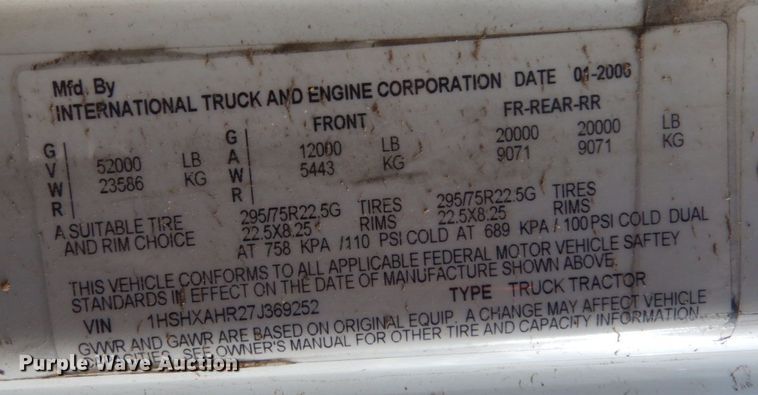 Mfd. By
INTERNATIONAL TRUCK AND ENGINE CORPORATION DATE 01-2006
FRONT FR-REAR-RR
GVWR 52000 LB GAWR 12000 LB 20000 20000 LB
23586 KG 5443 KG 9071 9071 KG
A SUITABLE TIRE 295/75R22.5G TIRES 295/75R22.5G TIRES
AND RIM CHOICE 22.5X8.25 RIMS 22.5X8.25 RIMS
AT 758 KPA /110 PSI COLD AT 689 KPA / 100 PSI COLD DUAL
THIS VEHICLE CONFORMS TO ALL APPLICABLE FEDERAL MOTOR VEHICLE SAFTEY
STANDARDS IN EFFECT ON THE DATE OF MANUFACTURE SHOWN ABOVE.
VIN 1HSHXAHR27J369252 TYPE TRUCK TRACTOR
GVWR AND GAWR ARE BASED ON ORIGINAL EQUIP. A CHANGE MAY AFFECT VEHICLE
SEE OWNER'S MANUAL FOR OTHER TIRE AND CAPACITY INFORMATION.
Purple Wave Auction